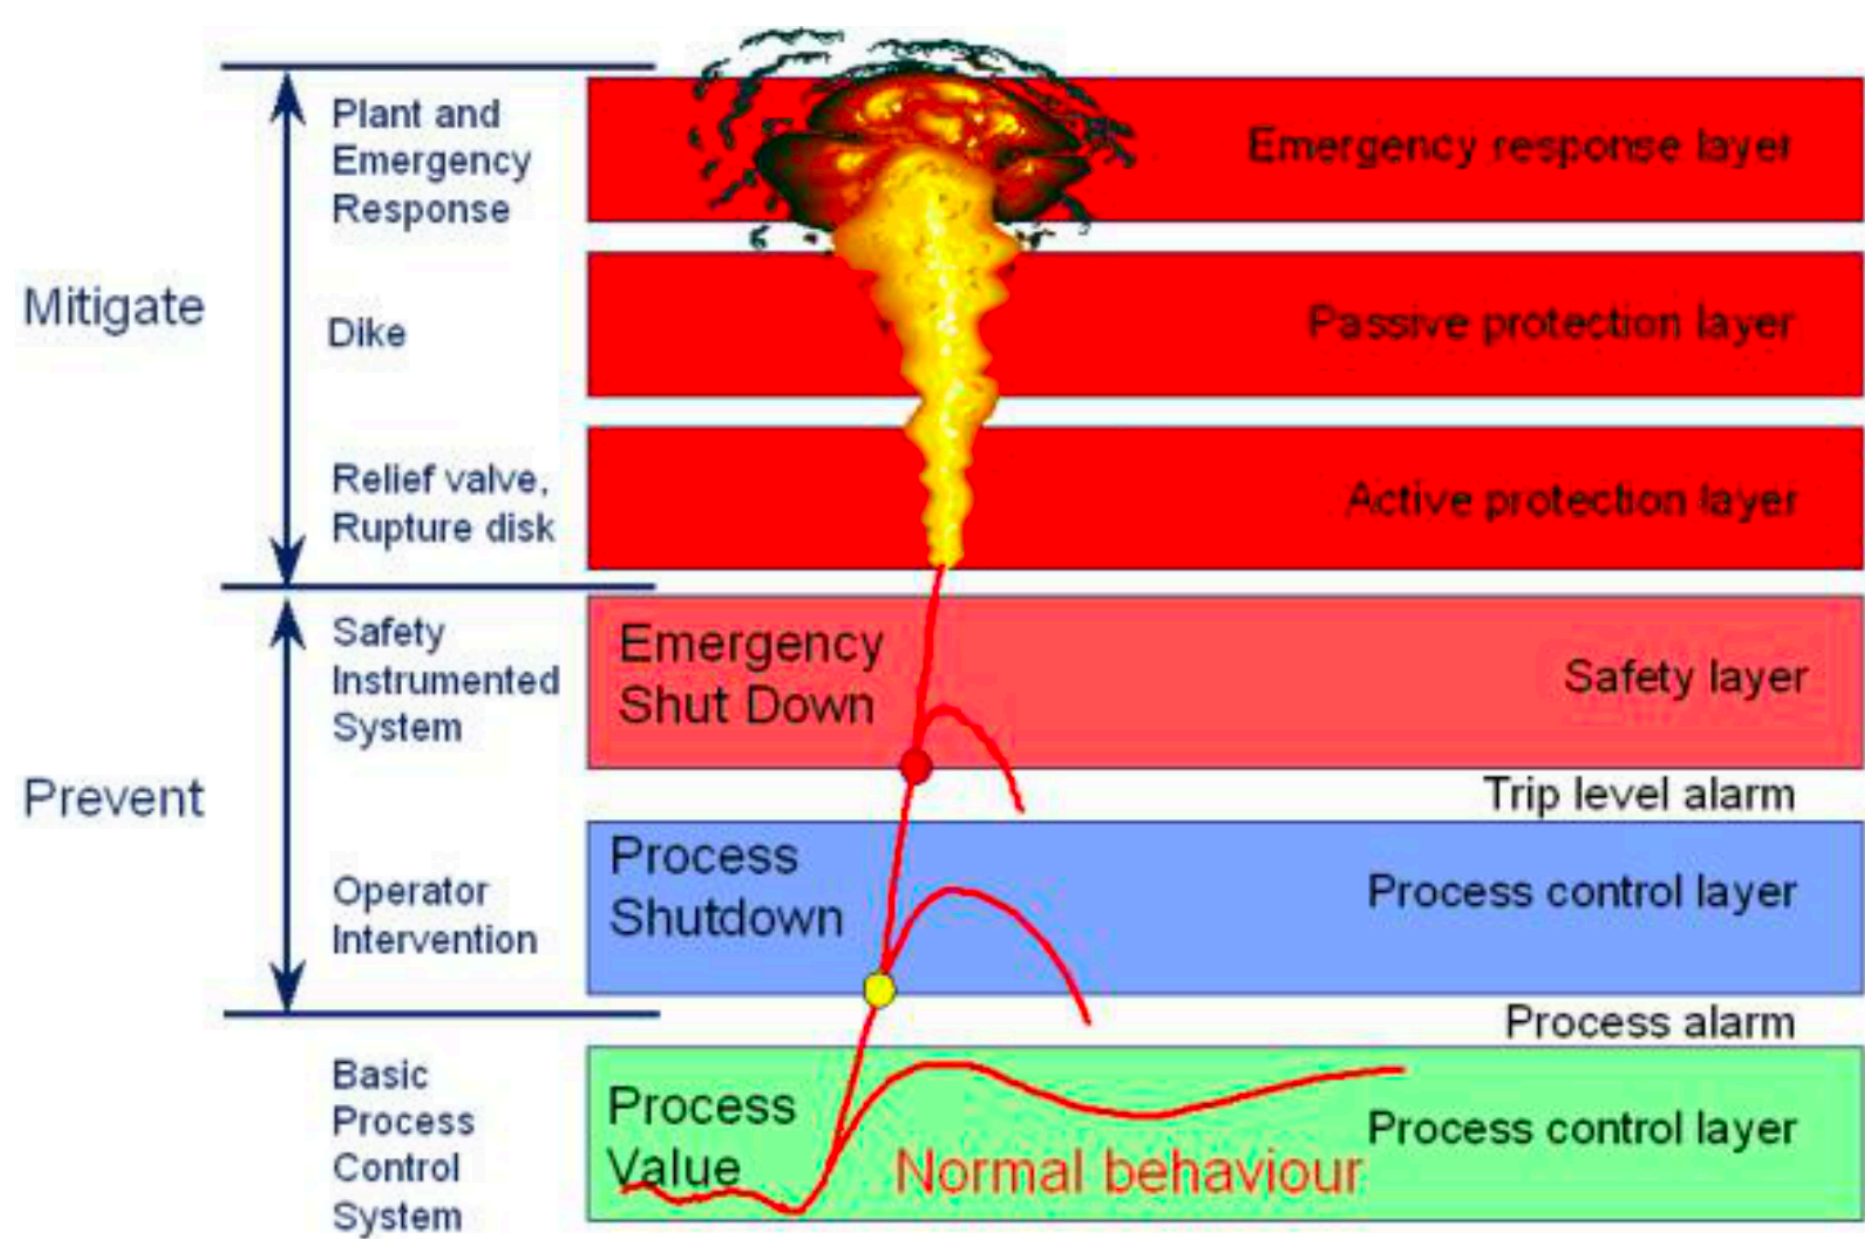 Plant and
Emergency
Response
Emergency response layer
Mitigate
Dike
Passive protection layer
Relief valve,
Rupture disk
Active protection layer
Safety
Instrumented
System
Emergency
Shut Down
Safety layer
Prevent
Trip level alarm
Operator
Intervention
Process
Shutdown
Process control layer
Process alarm
Basic
Process
Control
System
Process
Value
Normal behaviour
Process control layer